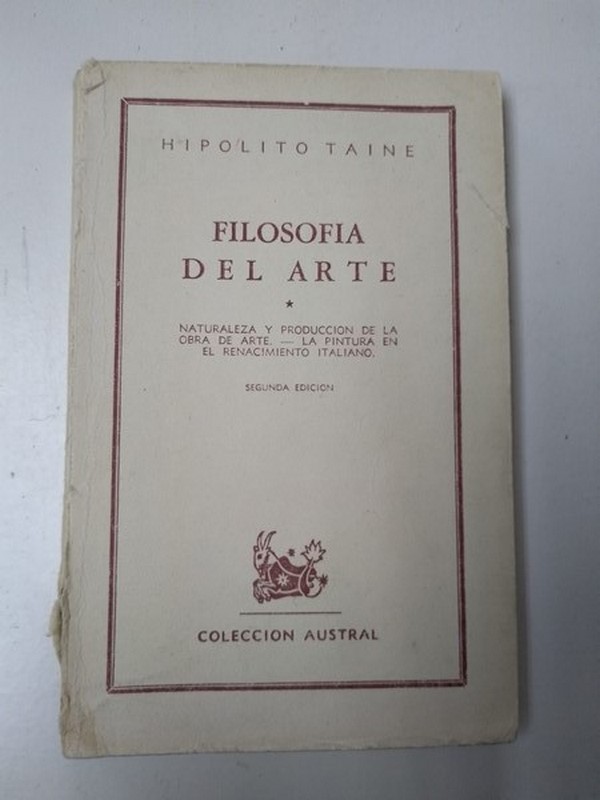 HIPOLITO TAINE
FILOSOFIA
DEL ARTE
★
NATURALEZA Y PRODUCCION DE LA
OBRA DE ARTE. — LA PINTURA EN
EL RENACIMIENTO ITALIANO.
SEGUNDA EDICION
COLECCION AUSTRAL